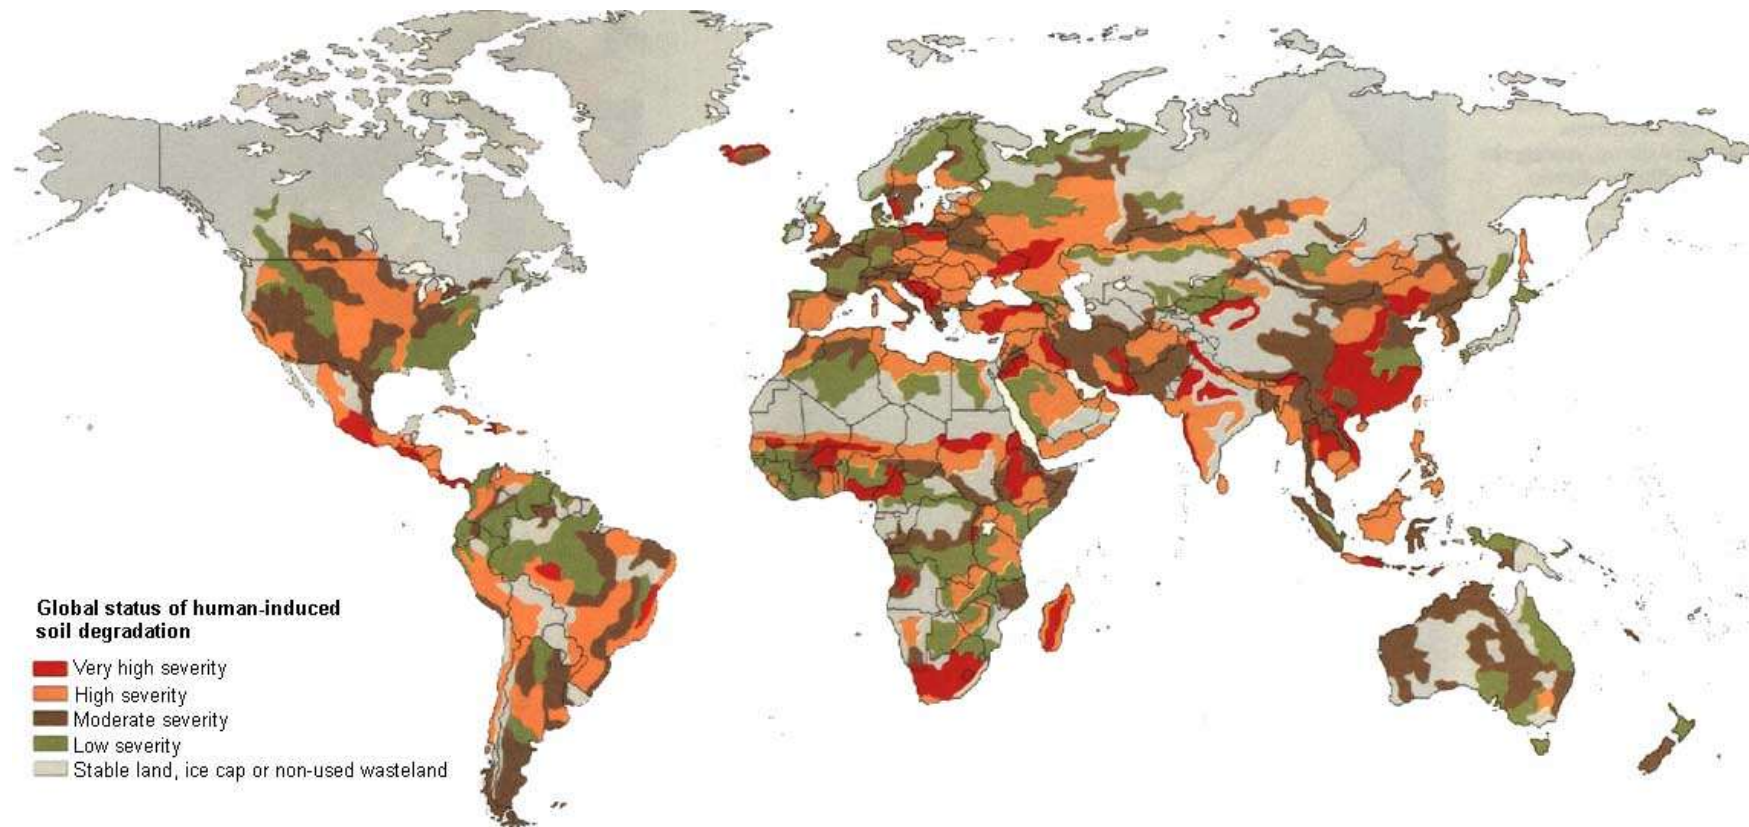 Global status of human-induced
soil degradation
Very high severity
High severity
Moderate severity
Low severity
Stable land, ice cap or non-used wasteland